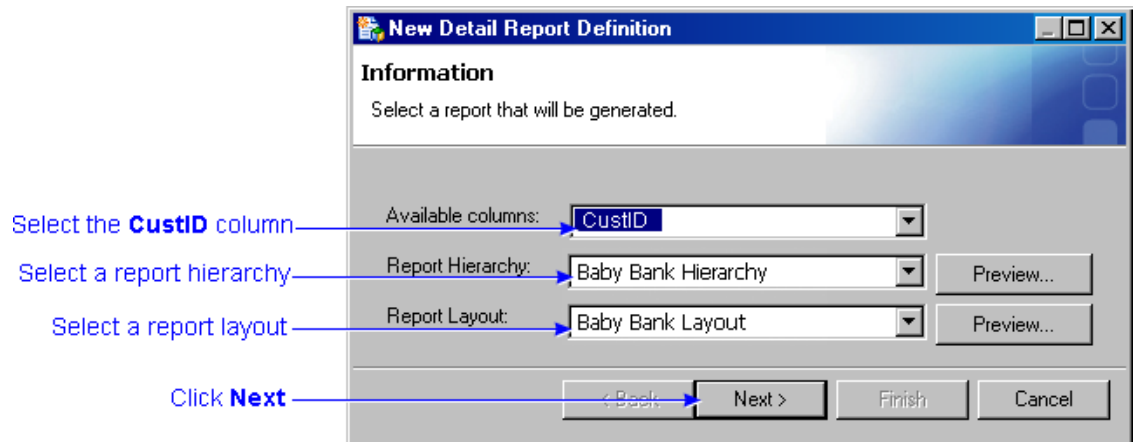 New Detail Report Definition
Information
Select a report that will be generated.
Select the CustID column
Available columns:
CustID
Select a report hierarchy
Report Hierarchy:
Baby Bank Hierarchy
Preview...
Select a report layout
Report Layout:
Baby Bank Layout
Preview...
Click Next
< Back
Next >
Finish
Cancel